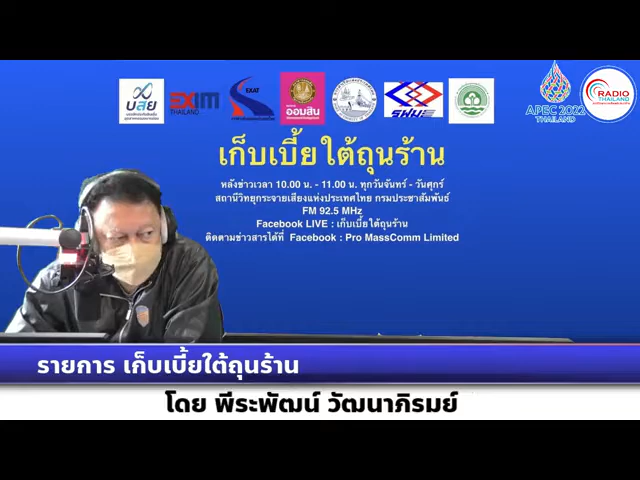 บสย
EXIM
THAILAND
EXAT
ออมสิน
รฟม
APEC 2022
THAILAND
RADIO
THAILAND
เก็บเบี้ยใต้ถุนร้าน
หลังข่าวเวลา 10.00 น. - 11.00 น. ทุกวันจันทร์ - วันศุกร์
สถานีวิทยุกระจายเสียงแห่งประเทศไทย กรมประชาสัมพันธ์
FM 92.5 MHz
Facebook LIVE : เก็บเบี้ยใต้ถุนร้าน
ติดตามข่าวสารได้ที่ Facebook : Pro MassComm Limited
รายการ เก็บเบี้ยใต้ถุนร้าน
โดย พีระพัฒน์ วัฒนาภิรมย์